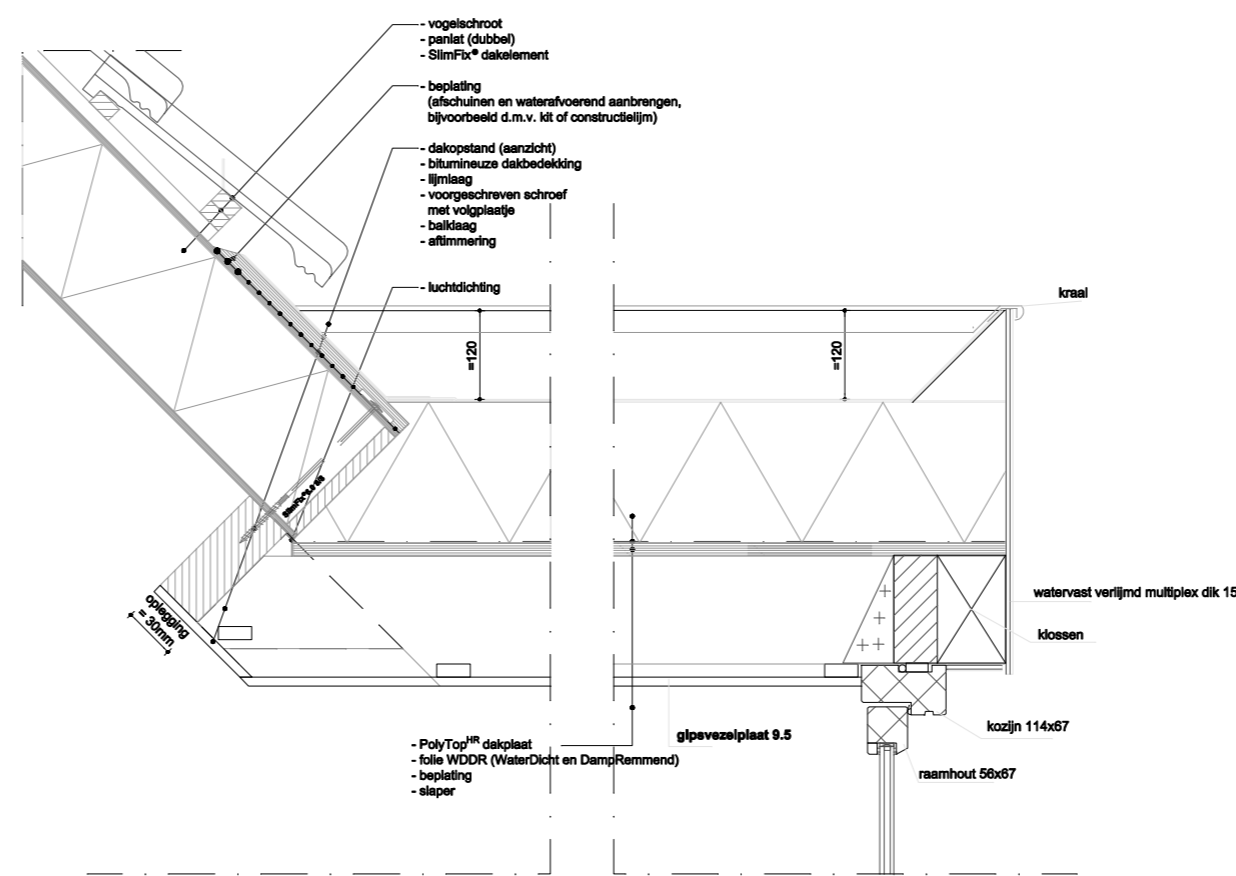 - vogelschroot
- panlat (dubbel)
- SlimFix® dakelement
- beplating
(afschuinen en waterafvoerend aanbrengen,
bijvoorbeeld d.m.v. kit of constructielijm)
- dakopstand (aanzicht)
- bitumineuze dakbedekking
- lijmlaag
- voorgeschreven schroef
met volgplaatje
- balklaag
- aftimmering
- luchtdichting
kraal
=120
=120
oplegging
= 30mm
watervast verlijmd multiplex dik 15
klossen
kozijn 114x67
raamhout 56x67
gipsvezelplaat 9.5
- PolyTopHR dakplaat
- folie WDDR (WaterDicht en DampRemmend)
- beplating
- slaper